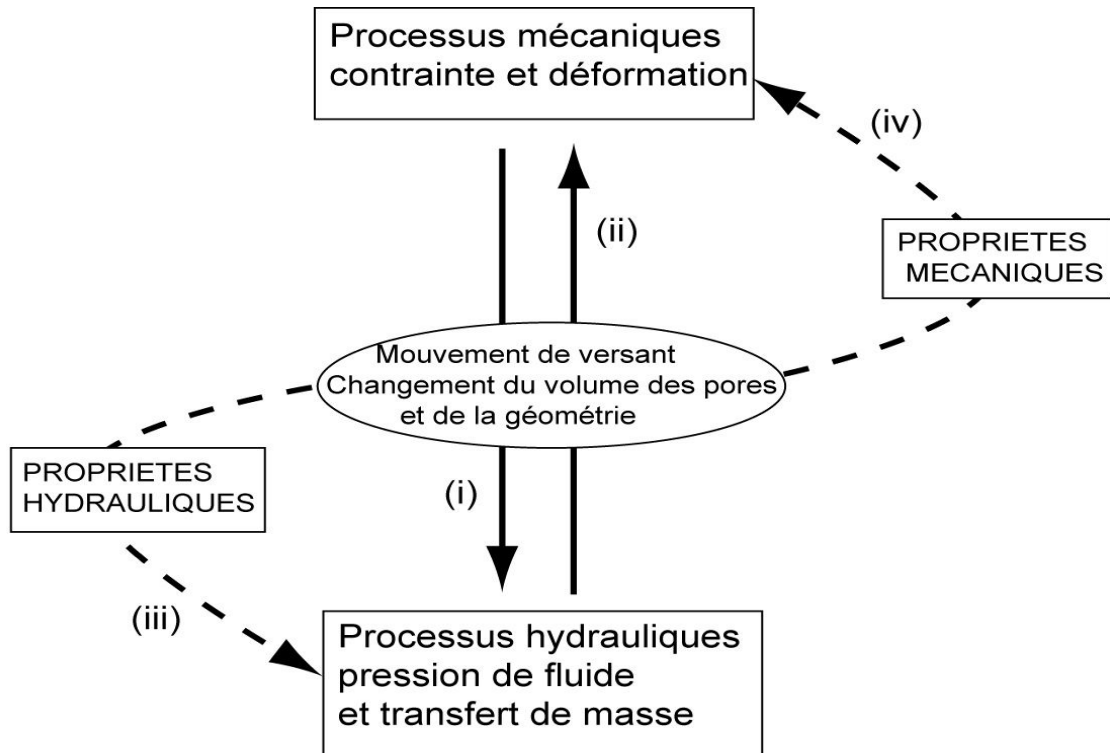 Processus mécaniques
contrainte et déformation
(iv)
(ii)
PROPRIETES
MECANIQUES
Mouvement de versant
Changement du volume des pores
et de la géométrie
PROPRIETES
HYDRAULIQUES
(i)
(iii)
Processus hydrauliques
pression de fluide
et transfert de masse